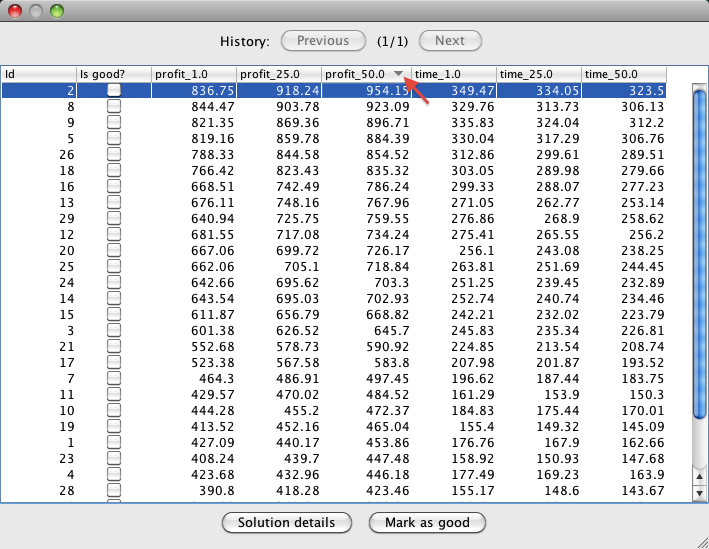 History: Previous (1/1) Next
Id Is good? profit_1.0 profit_25.0 profit_50.0 time_1.0 time_25.0 time_50.0
2 836.75 918.24 954.15 349.47 334.05 323.5
8 844.47 903.78 923.09 329.76 313.73 306.13
9 821.35 869.36 896.71 335.83 324.04 312.2
5 819.16 859.78 884.39 330.04 317.29 306.76
26 788.33 844.58 854.52 312.86 299.61 289.51
18 766.42 823.43 835.32 303.05 289.98 279.66
16 668.51 742.49 786.24 299.33 288.07 277.23
13 676.11 748.16 767.96 271.05 262.77 253.14
29 640.94 725.75 759.55 276.86 268.9 258.62
12 681.55 717.08 734.24 275.41 265.55 256.2
20 667.06 699.72 726.17 256.1 243.08 238.25
25 662.06 705.1 718.84 263.81 251.69 244.45
24 642.66 695.62 703.3 251.25 239.45 232.89
14 643.54 695.03 702.93 252.74 240.74 234.46
15 611.87 656.79 668.82 242.21 232.02 223.79
3 601.38 626.52 645.7 245.83 235.34 226.81
21 552.68 578.73 590.92 224.85 213.54 208.74
17 523.38 567.58 583.8 207.98 201.87 193.52
7 464.3 486.91 497.45 196.62 187.44 183.75
11 429.57 470.02 484.52 161.29 153.9 150.3
10 444.28 455.2 472.37 184.83 175.44 170.01
19 413.52 452.16 465.04 155.4 149.32 145.09
1 427.09 440.17 453.86 176.76 167.9 162.66
23 408.24 439.7 447.48 158.92 150.93 147.68
4 423.68 432.96 446.18 177.49 169.23 163.9
28 390.8 418.28 423.46 155.17 148.6 143.67
Solution details Mark as good